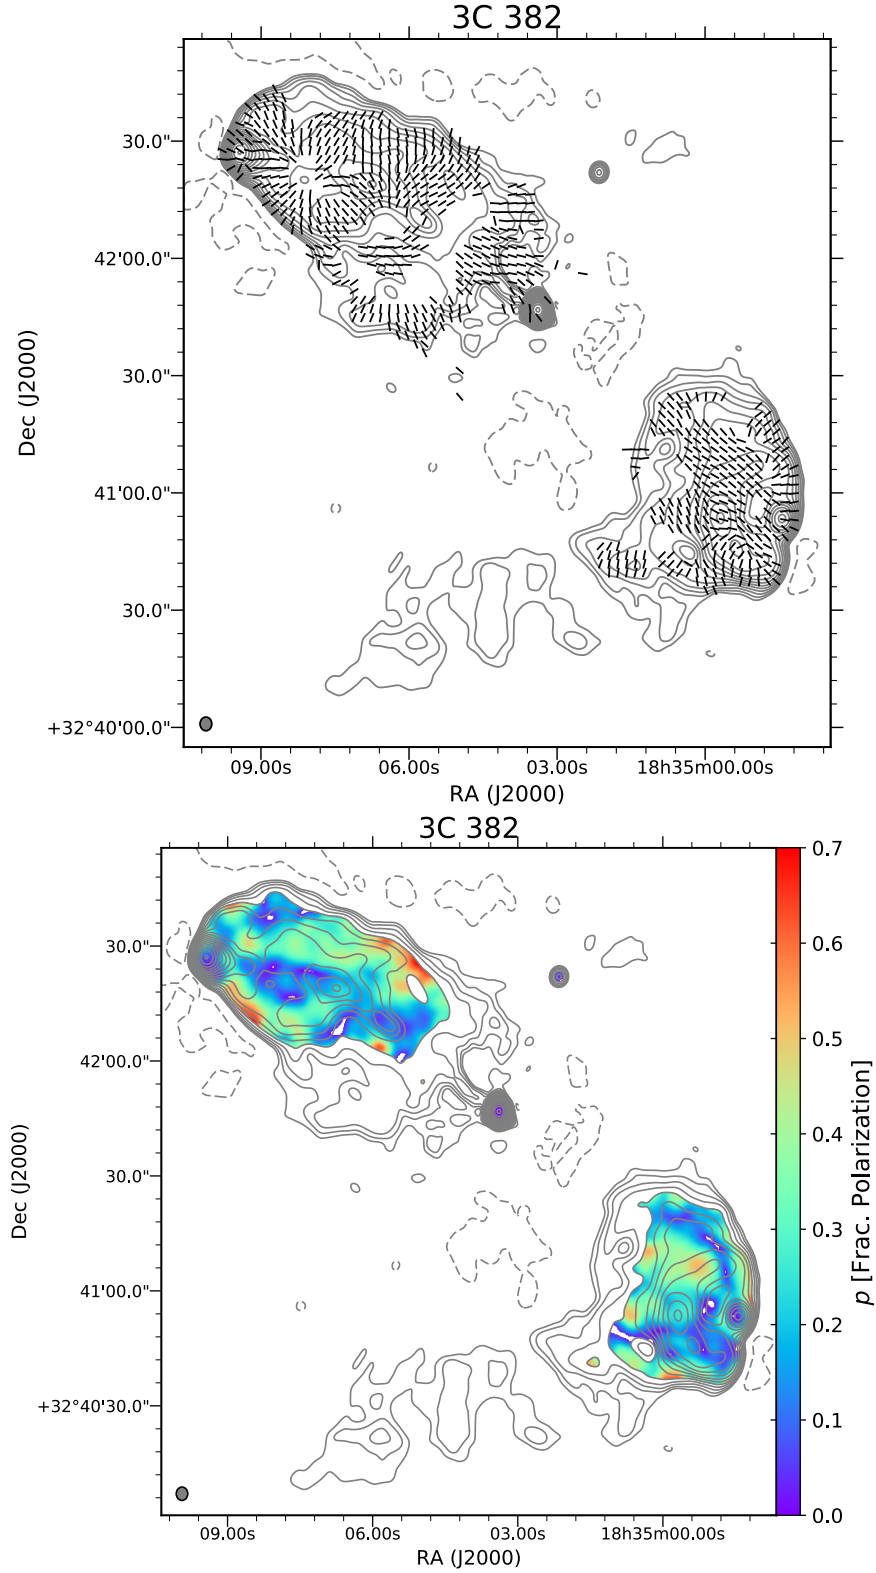 3C 382
30.0"
42'00.0"
30.0"
41'00.0"
30.0"
+32°40'00.0"
Dec (J2000)
09.00s 06.00s 03.00s 18h35m00.00s
RA (J2000)
3C 382
30.0"
42'00.0"
30.0"
41'00.0"
+32°40'30.0"
Dec (J2000)
09.00s 06.00s 03.00s 18h35m00.00s
RA (J2000)
0.7
0.6
0.5
0.4
0.3
0.2
0.1
0.0
p [Frac. Polarization]